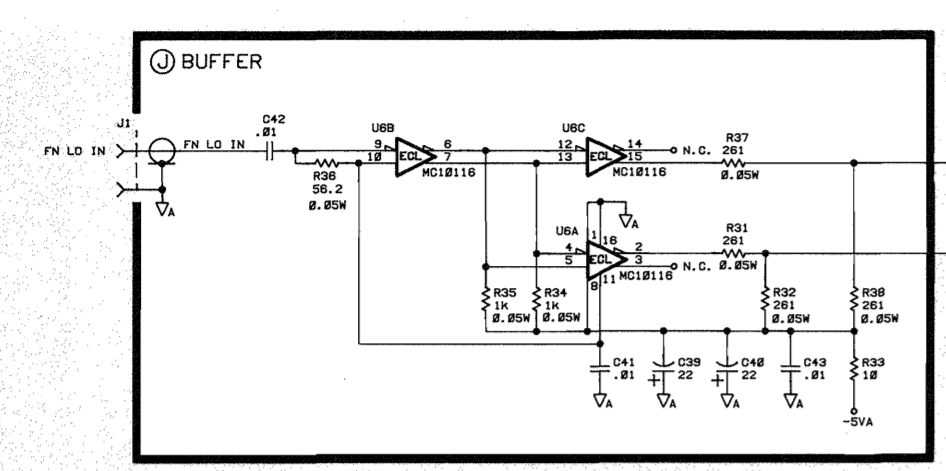 J BUFFER
J1
FN LO IN
FN LO IN
A
C42
.01
R36
56.2
0.05W
U6B
9
10
ECL
6
7
MC10116
U6C
12
13
ECL
14
15
MC10116
N.C.
R37
261
0.05W
A
U6A
1
16
4
5
ECL
2
3
8
11
MC10116
N.C.
R31
261
0.05W
R35
1k
0.05W
R34
1k
0.05W
R32
261
0.05W
R38
261
0.05W
C41
.01
A
C39
22
+
A
C40
22
+
A
C43
.01
A
R33
10
-5VA